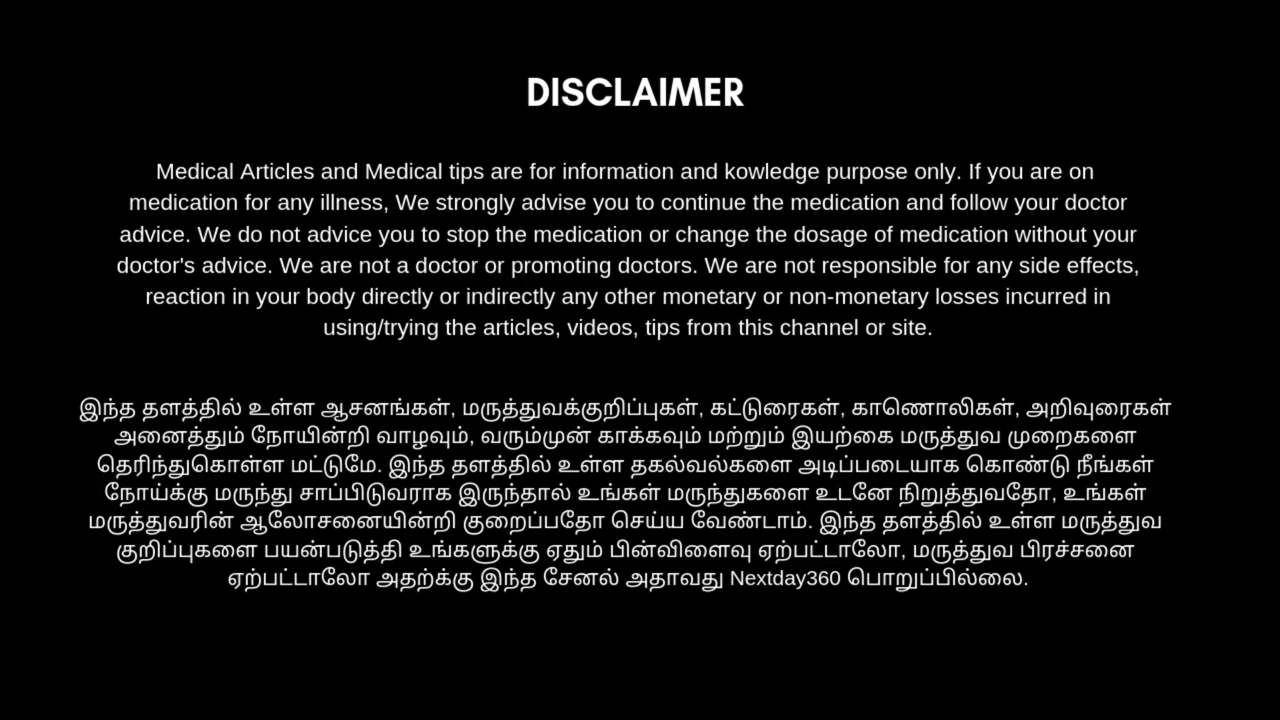 DISCLAIMER
Medical Articles and Medical tips are for information and kowledge purpose only. If you are on
medication for any illness, We strongly advise you to continue the medication and follow your doctor
advice. We do not advice you to stop the medication or change the dosage of medication without your
doctor's advice. We are not a doctor or promoting doctors. We are not responsible for any side effects,
reaction in your body directly or indirectly any other monetary or non-monetary losses incurred in
using/trying the articles, videos, tips from this channel or site.
இந்த தளத்தில் உள்ள ஆசனங்கள், மருத்துவக்குறிப்புகள், கட்டுரைகள், காணொலிகள், அறிவுரைகள்
அனைத்தும் நோயின்றி வாழவும், வரும்முன் காக்கவும் மற்றும் இயற்கை மருத்துவ முறைகளை
தெரிந்துகொள்ள மட்டுமே. இந்த தளத்தில் உள்ள தகல்வல்களை அடிப்படையாக கொண்டு நீங்கள்
நோய்க்கு மருந்து சாப்பிடுவராக இருந்தால் உங்கள் மருந்துகளை உடனே நிறுத்துவதோ, உங்கள்
மருத்துவரின் ஆலோசனையின்றி குறைப்பதோ செய்ய வேண்டாம். இந்த தளத்தில் உள்ள மருத்துவ
குறிப்புகளை பயன்படுத்தி உங்களுக்கு ஏதும் பின்விளைவு ஏற்பட்டாலோ, மருத்துவ பிரச்சனை
ஏற்பட்டாலோ அதற்க்கு இந்த சேனல் அதாவது Nextday360 பொறுப்பில்லை.